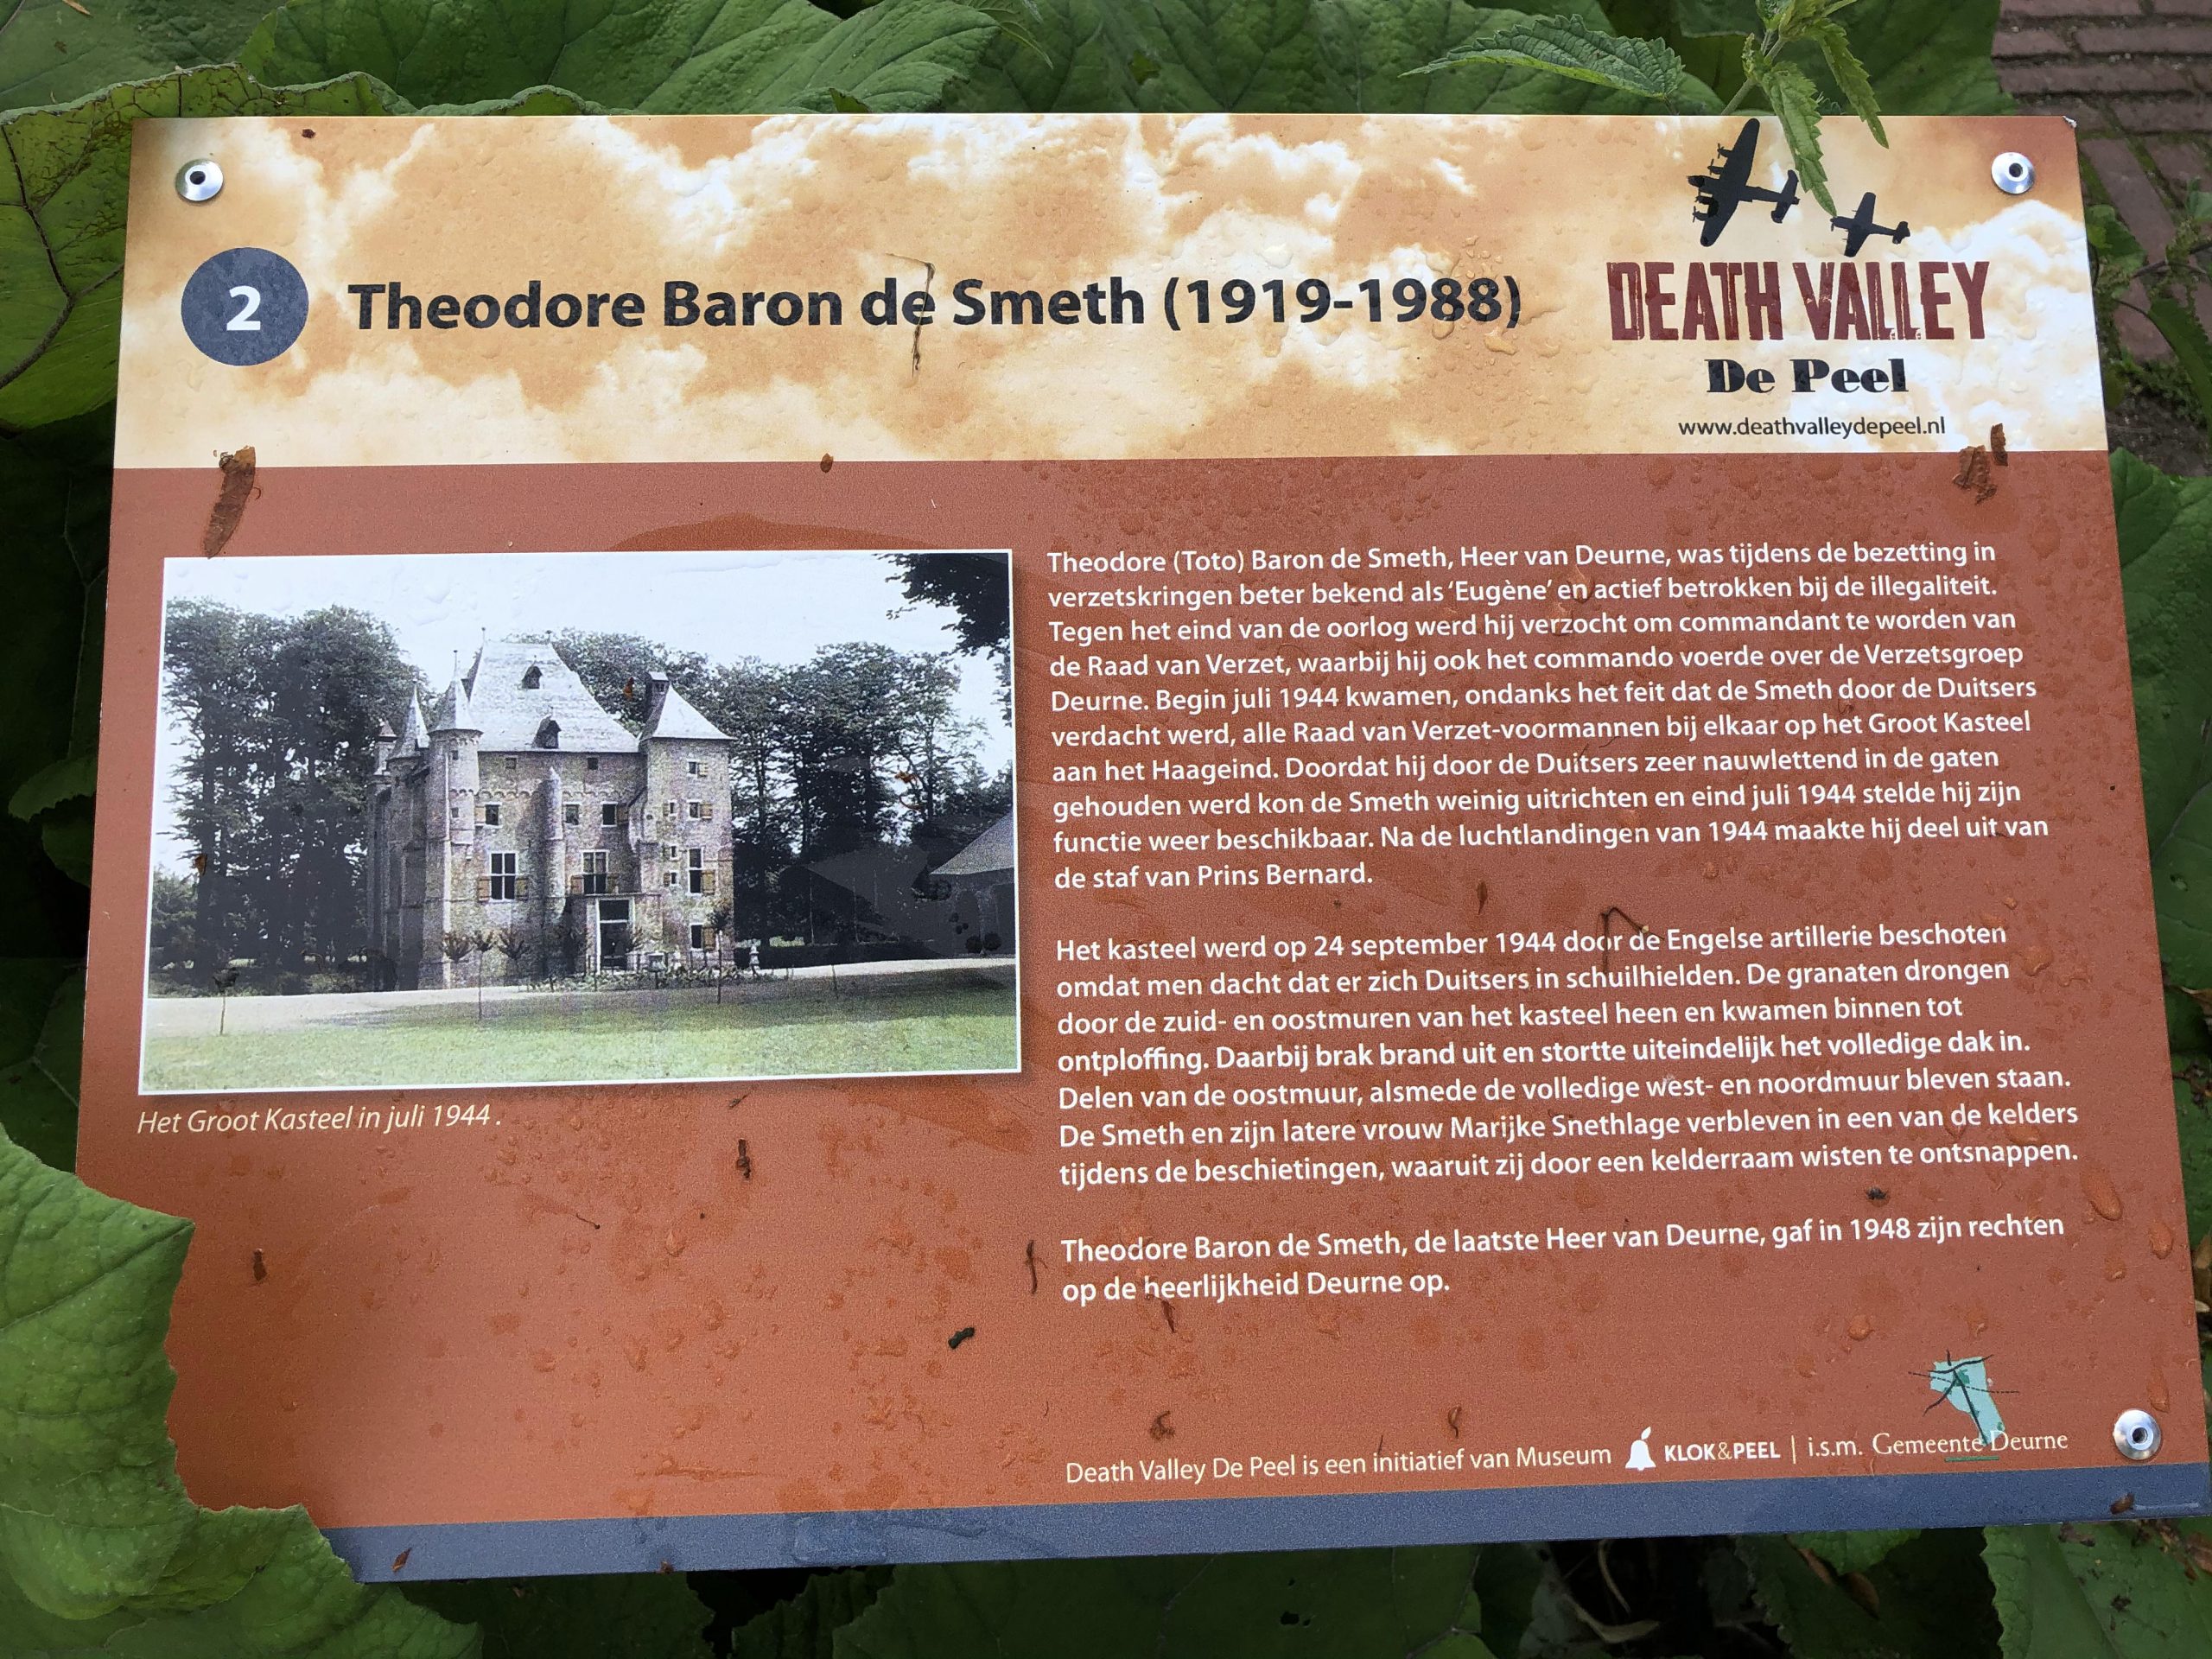 2
Theodore Baron de Smeth (1919-1988)
DEATH VALLEY
De Peel
www.deathvalleydepeel.nl
Het Groot Kasteel in juli 1944.
Theodore (Toto) Baron de Smeth, Heer van Deurne, was tijdens de bezetting in
verzetskringen beter bekend als ‘Eugène’ en actief betrokken bij de illegaliteit.
Tegen het eind van de oorlog werd hij verzocht om commandant te worden van
de Raad van Verzet, waarbij hij ook het commando voerde over de Verzetsgroep
Deurne. Begin juli 1944 kwamen, ondanks het feit dat de Smeth door de Duitsers
verdacht werd, alle Raad van Verzet-voormannen bij elkaar op het Groot Kasteel
aan het Haageind. Doordat hij door de Duitsers zeer nauwlettend in de gaten
gehouden werd kon de Smeth weinig uitrichten en eind juli 1944 stelde hij zijn
functie weer beschikbaar. Na de luchtlandingen van 1944 maakte hij deel uit van
de staf van Prins Bernard.
Het kasteel werd op 24 september 1944 door de Engelse artillerie beschoten
omdat men dacht dat er zich Duitsers in schuilhielden. De granaten drongen
door de zuid- en oostmuren van het kasteel heen en kwamen binnen tot
ontploffing. Daarbij brak brand uit en stortte uiteindelijk het volledige dak in.
Delen van de oostmuur, alsmede de volledige west- en noordmuur bleven staan.
De Smeth en zijn latere vrouw Marijke Snethlage verbleven in een van de kelders
tijdens de beschietingen, waaruit zij door een kelderraam wisten te ontsnappen.
Theodore Baron de Smeth, de laatste Heer van Deurne, gaf in 1948 zijn rechten
op de heerlijkheid Deurne op.
Death Valley De Peel is een initiatief van Museum KLOK&PEEL | i.s.m. Gemeente Deurne